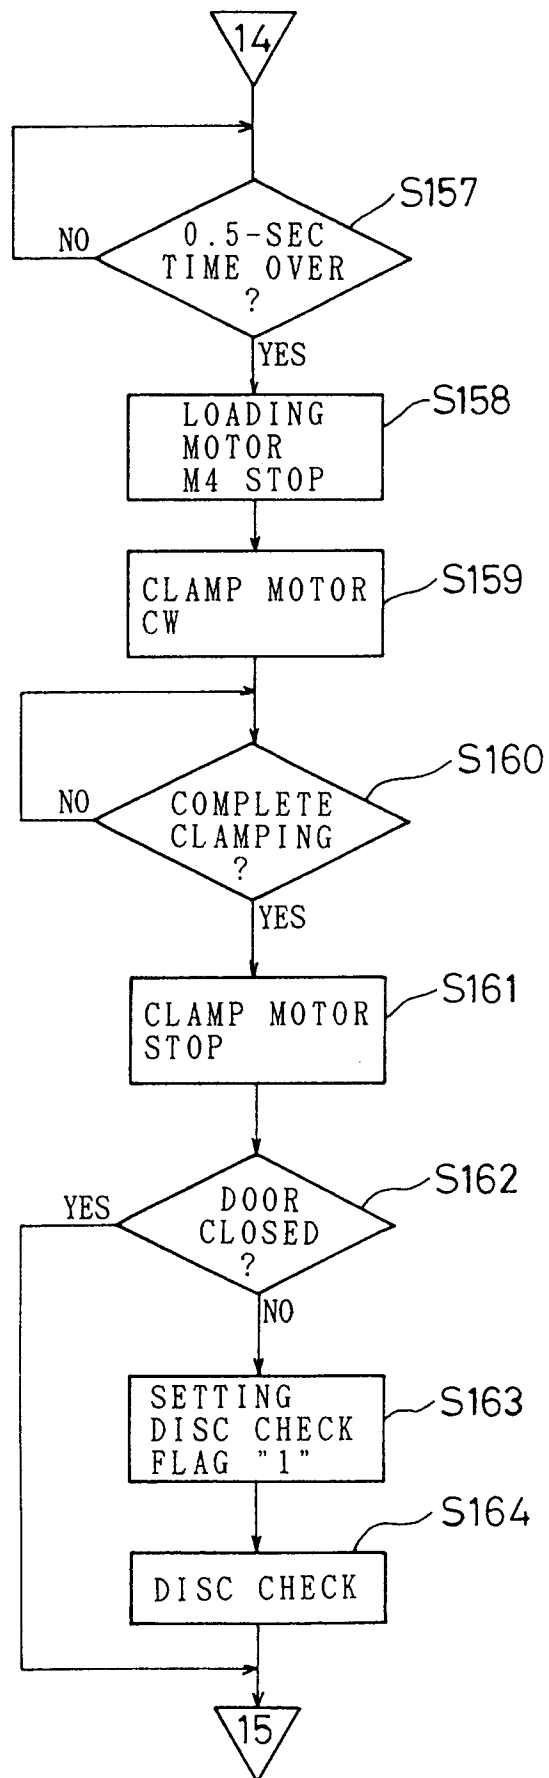 14
S157
0.5-SEC
TIME OVER
?
NO
YES
S158
LOADING
MOTOR
M4 STOP
S159
CLAMP MOTOR
CW
S160
COMPLETE
CLAMPING
?
NO
YES
S161
CLAMP MOTOR
STOP
S162
DOOR
CLOSED
?
YES
NO
S163
SETTING
DISC CHECK
FLAG "1"
S164
DISC CHECK
15